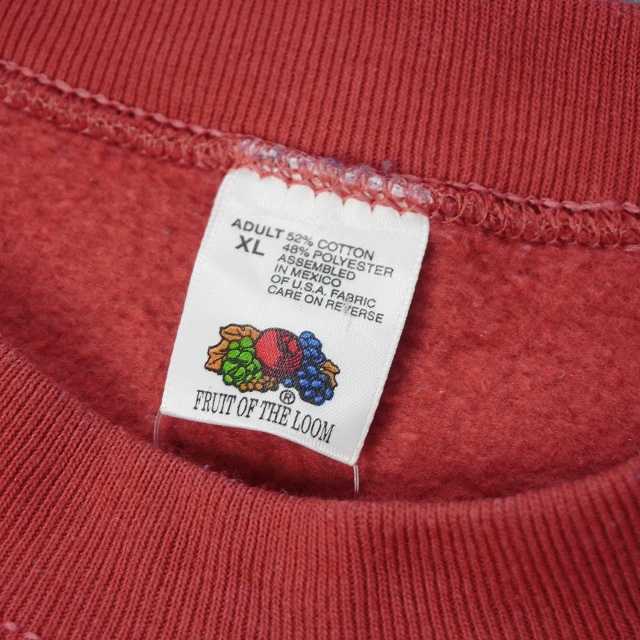 ADULT
XL
52% COTTON
48% POLYESTER
ASSEMBLED
IN MEXICO
OF U.S.A. FABRIC
CARE ON REVERSE
®
FRUIT OF THE LOOM